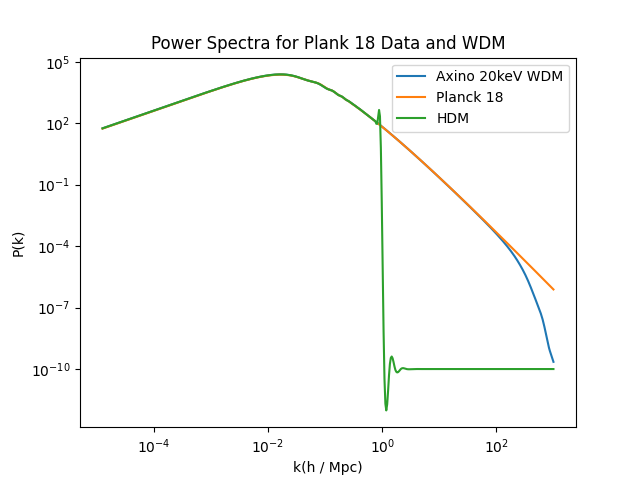 Power Spectra for Plank 18 Data and WDM
Axino 20keV WDM
Planck 18
HDM
P(k)
10^5
10^2
10^−1
10^−4
10^−7
10^−10
10^−4
10^−2
10^0
10^2
k(h / Mpc)